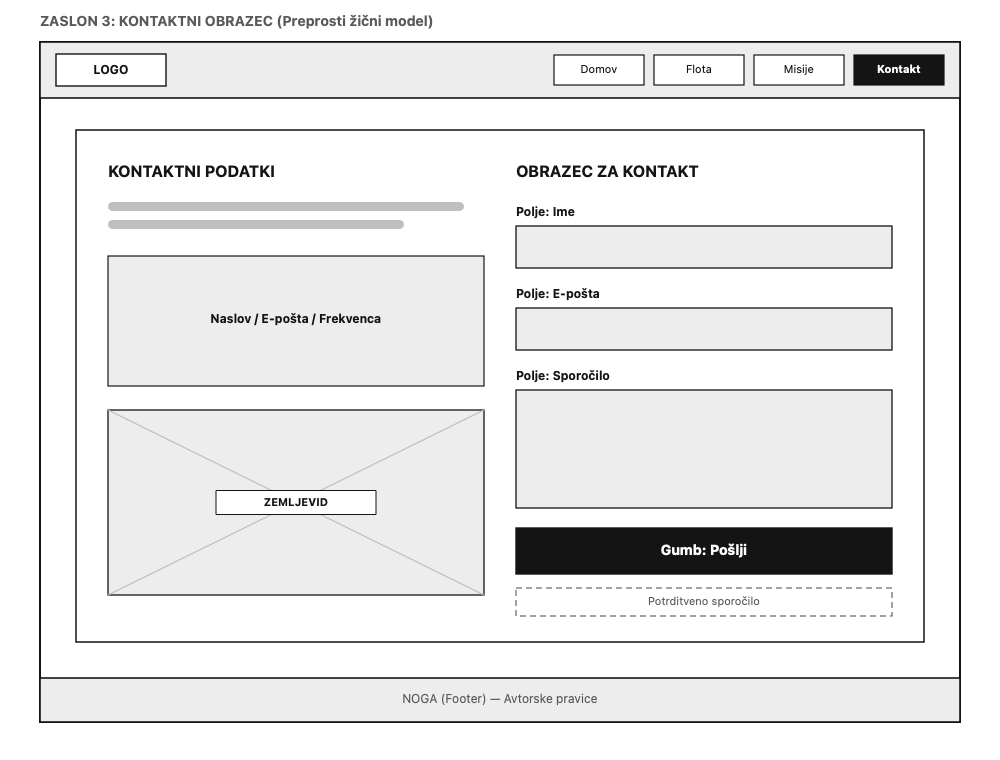 ZASLON 3: KONTAKTNI OBRAZEC (Preprosti žični model)
LOGO
Domov
Flota
Misije
Kontakt
KONTAKTNI PODATKI
Naslov / E-pošta / Frekvenca
ZEMLJEVID
OBRAZEC ZA KONTAKT
Polje: Ime
Polje: E-pošta
Polje: Sporočilo
Gumb: Pošlji
Potrditveno sporočilo
NOGA (Footer) — Avtorske pravice